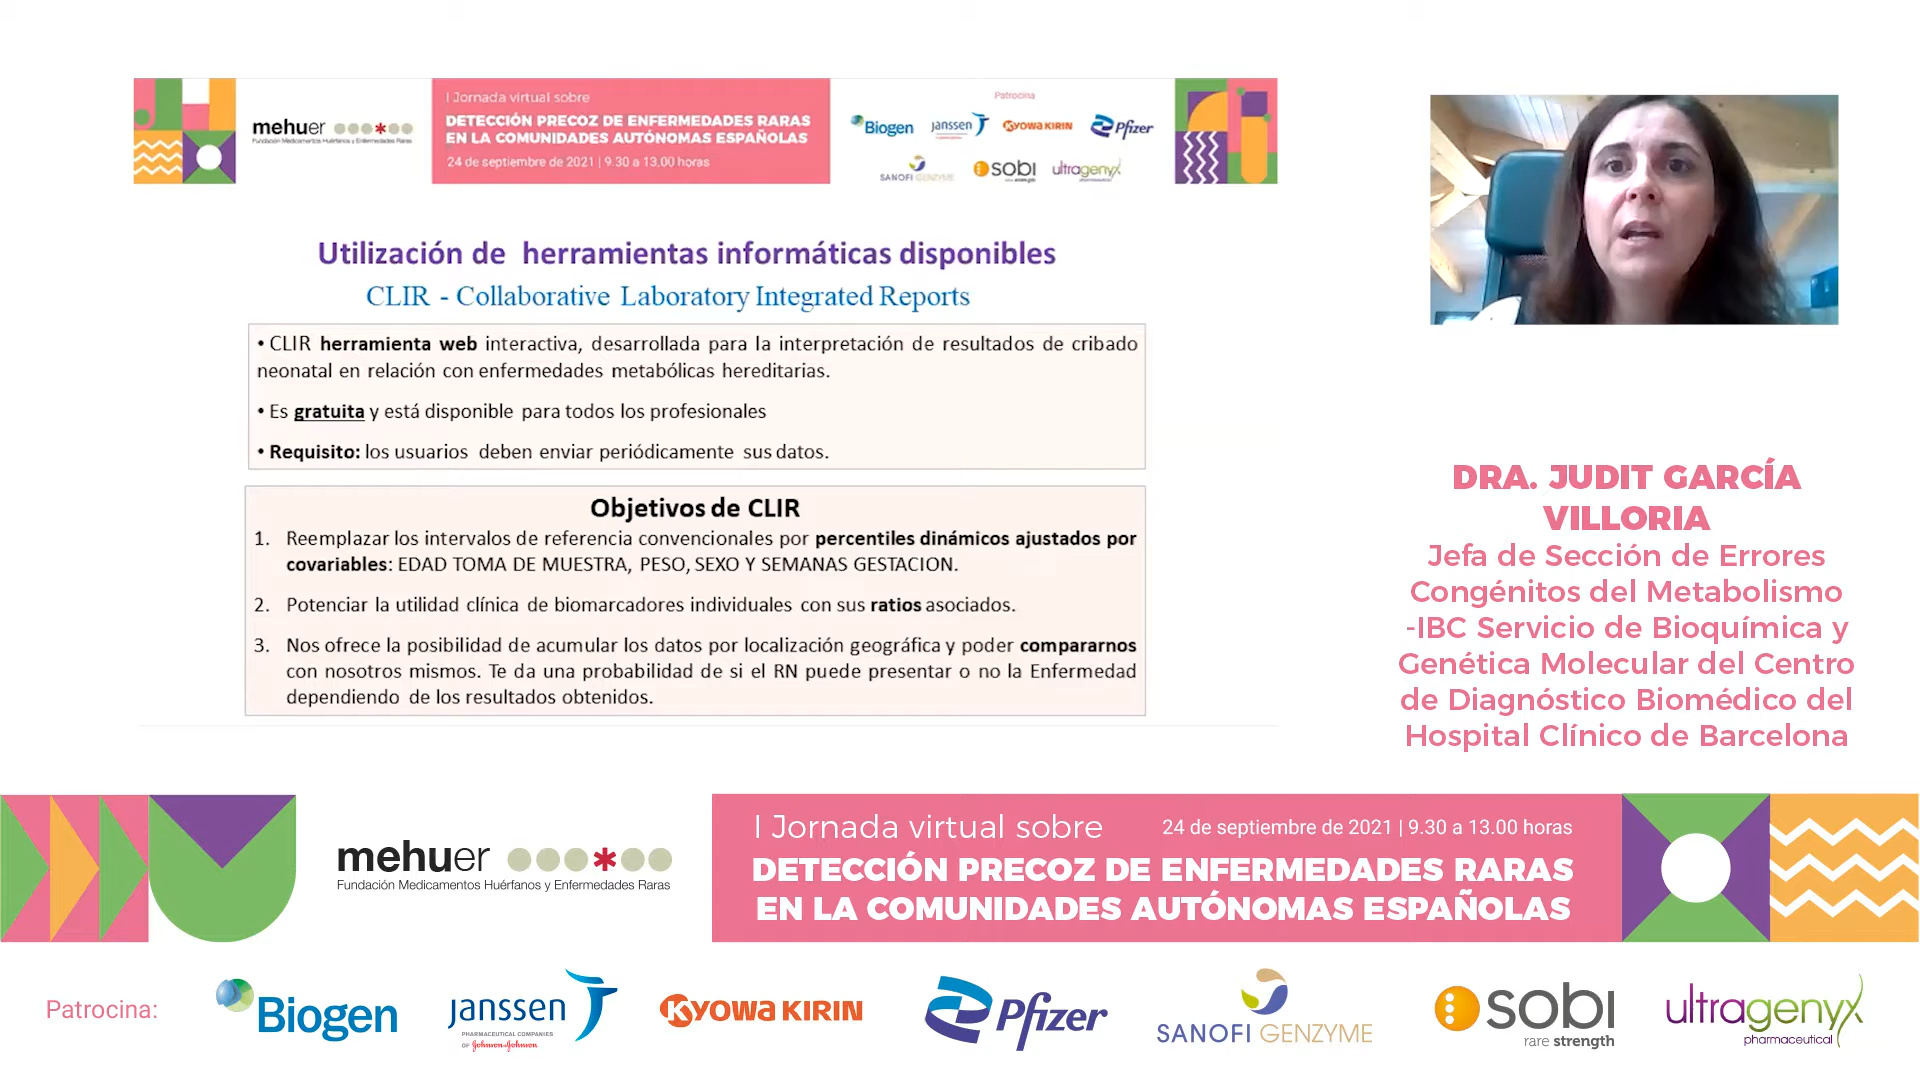 mehuer
Fundación Medicamentos Huérfanos y Enfermedades Raras
I Jornada virtual sobre
DETECCIÓN PRECOZ DE ENFERMEDADES RARAS
EN LA COMUNIDADES AUTÓNOMAS ESPAÑOLAS
24 de septiembre de 2021 | 9.30 a 13.00 horas
Patrocina
Biogen
janssen
KYOWA KIRIN
Pfizer
SANOFI GENZYME
sobi
ultragenyx
Utilización de herramientas informáticas disponibles
CLIR - Collaborative Laboratory Integrated Reports
• CLIR herramienta web interactiva, desarrollada para la interpretación de resultados de cribado
neonatal en relación con enfermedades metabólicas hereditarias.
• Es gratuita y está disponible para todos los profesionales
• Requisito: los usuarios deben enviar periódicamente sus datos.
Objetivos de CLIR
1. Reemplazar los intervalos de referencia convencionales por percentiles dinámicos ajustados por
covariables: EDAD TOMA DE MUESTRA, PESO, SEXO Y SEMANAS GESTACION.
2. Potenciar la utilidad clínica de biomarcadores individuales con sus ratios asociados.
3. Nos ofrece la posibilidad de acumular los datos por localización geográfica y poder compararnos
con nosotros mismos. Te da una probabilidad de si el RN puede presentar o no la Enfermedad
dependiendo de los resultados obtenidos.
DRA. JUDIT GARCÍA
VILLORIA
Jefa de Sección de Errores
Congénitos del Metabolismo
-IBC Servicio de Bioquímica y
Genética Molecular del Centro
de Diagnóstico Biomédico del
Hospital Clínico de Barcelona
mehuer
Fundación Medicamentos Huérfanos y Enfermedades Raras
I Jornada virtual sobre
24 de septiembre de 2021 | 9.30 a 13.00 horas
DETECCIÓN PRECOZ DE ENFERMEDADES RARAS
EN LA COMUNIDADES AUTÓNOMAS ESPAÑOLAS
Patrocina:
Biogen
janssen
PHARMACEUTICAL COMPANIES
OF Johnson & Johnson
KYOWA KIRIN
Pfizer
SANOFI GENZYME
sobi
rare strength
ultragenyx
pharmaceutical